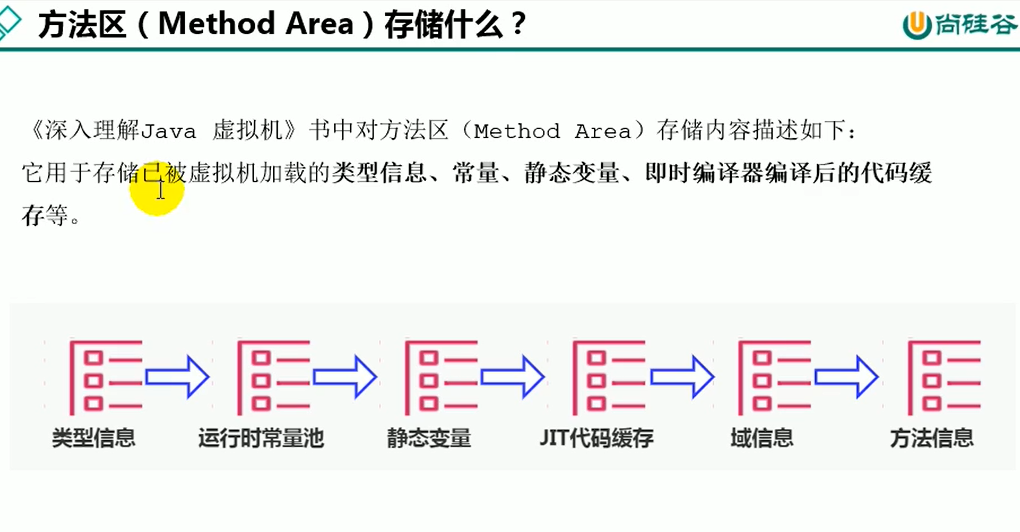 方法区（Method Area）存储什么？
尚硅谷
《深入理解Java 虚拟机》书中对方法区（Method Area）存储内容描述如下：
它用于存储已被虚拟机加载的类型信息、常量、静态变量、即时编译器编译后的代码缓
存等。
类型信息 运行时常量池 静态变量 JIT代码缓存 域信息 方法信息